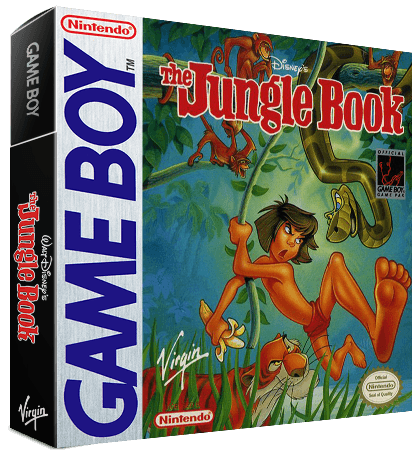 GAME BOY
WALT DISNEY'S
The Jungle Book
Virgin
Nintendo
GAME BOY™
DISNEY'S
The Jungle Book
OFFICIAL
GAME BOY
GAME PAK
Virgin
Nintendo
Official
Nintendo
Seal of Quality